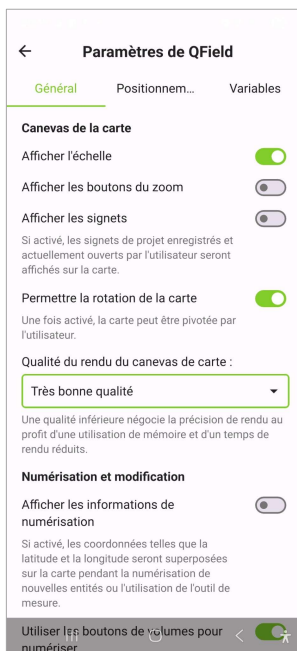 Paramètres de QField
Général Positionnem... Variables
Canevas de la carte
Afficher l'échelle
Afficher les boutons du zoom
Afficher les signets
Si activé, les signets de projet enregistrés et
actuellement ouverts par l'utilisateur seront
affichés sur la carte.
Permettre la rotation de la carte
Une fois activé, la carte peut être pivotée par
l'utilisateur.
Qualité du rendu du canevas de carte :
Très bonne qualité
Une qualité inférieure négocie la précision de rendu au
profit d'une utilisation de mémoire et d'un temps de
rendu réduits.
Numérisation et modification
Afficher les informations de
numérisation
Si activé, les coordonnées telles que la
latitude et la longitude seront superposées
sur la carte pendant la numérisation de
nouvelles entités ou l'utilisation de l'outil de
mesure.
Utiliser les boutons de volumes pour
numériser